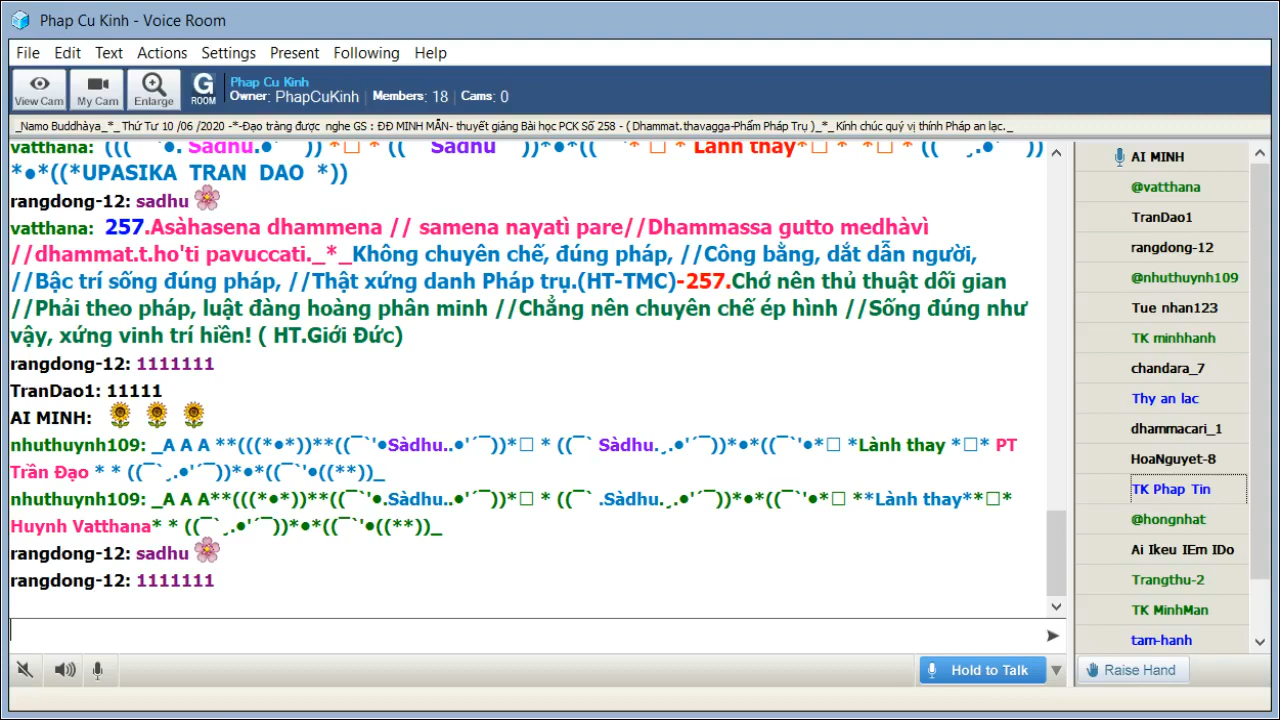 Phap Cu Kinh - Voice Room
File Edit Text Actions Settings Present Following Help
View Cam My Cam Enlarge G ROOM
Phap Cu Kinh
Owner: PhapCuKinh Members: 18 Cams: 0
_Namo Buddhàya_*_ Thứ Tư 10 /06 /2020 -*-Đạo tràng được nghe GS : ĐĐ MINH MẪN- thuyết giảng Bài học PCK Số 258 - ( Dhammat.thavagga-Phẩm Pháp Trụ )_*_ Kính chúc quý vị thính Pháp an lạc._
vatthana: (((¯`●. Sádhu.●´¯)) *□ * ((¯ Sádhu ¯))*●*((¯`* □ * Lành thay*□ * *□ * ((¯`¸.●'´¯))
*●*((*UPASIKA TRAN DAO *))
rangdong-12: sadhu
vatthana: 257.Asàhasena dhammena // samena nayatì pare//Dhammassa gutto medhàvì
//dhammat.t.ho'ti pavuccati._*_Không chuyên chế, đúng pháp, //Công bằng, dắt dẫn người,
//Bậc trí sống đúng pháp, //Thật xứng danh Pháp trụ.(HT-TMC)-257.Chớ nên thủ thuật dối gian
//Phải theo pháp, luật đàng hoàng phân minh //Chẳng nên chuyên chế ép hình //Sống đúng như
vậy, xứng vinh trí hiền! ( HT.Giới Đức)
rangdong-12: 1111111
TranDao1: 11111
AI MINH:
nhuthuynh109: _A A A **(((*●*))**((¯`'●Sàdhu..●'´¯))*□ * ((¯` Sàdhu.¸.●'´¯))*●*((¯`'●*□ *Lành thay *□* PT
Trần Đạo * * ((¯`¸.●'´¯))*●*((¯`'●((**))_
nhuthuynh109: _A A A**(((*●*))**((¯`'●.Sàdhu..●'´¯))*□ * ((¯` .Sàdhu.¸.●'´¯))*●*((¯`'●*□ **Lành thay**□*
Huynh Vatthana* * ((¯`¸.●'´¯))*●*((¯`'●((**))_
rangdong-12: sadhu
rangdong-12: 1111111
Hold to Talk
AI MINH
@vatthana
TranDao1
rangdong-12
@nhuthuynh109
Tue nhan123
TK minhhanh
chandara_7
Thy an lac
dhammacari_1
HoaNguyet-8
TK Phap Tin
@hongnhat
Ai Ikeu IEm IDo
Trangthu-2
TK MinhMan
tam-hanh
Raise Hand